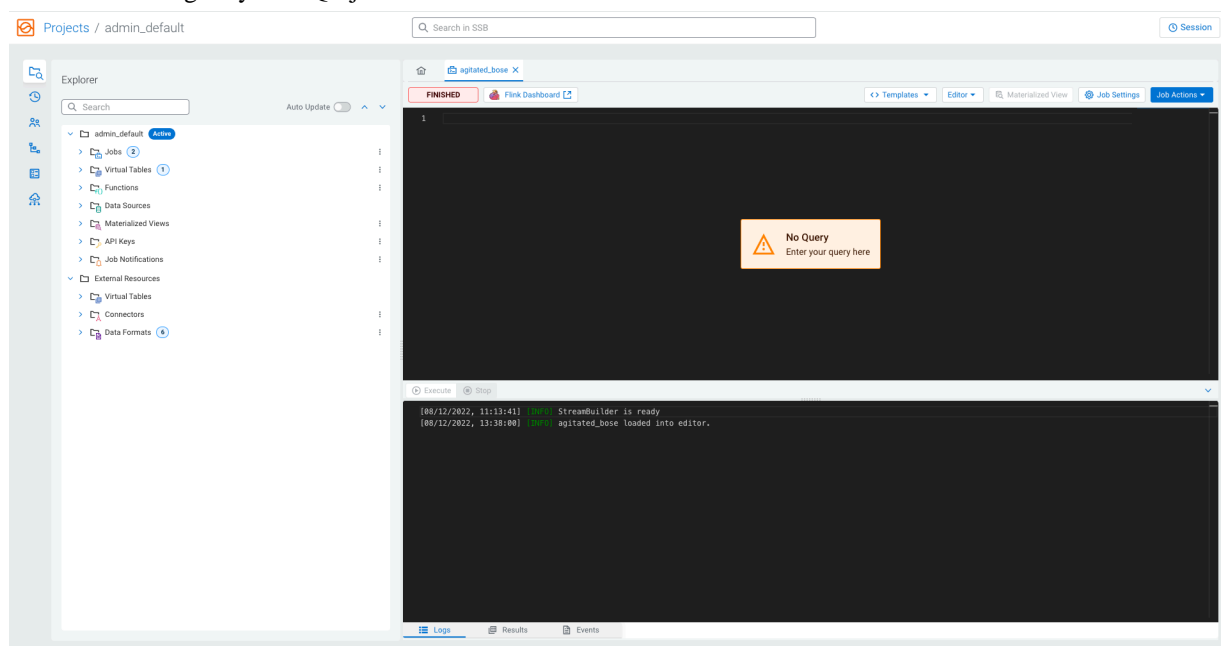 Projects / admin_default
Search in SSB
Session
Explorer
Search
Auto Update
admin_default Active
Jobs 2
Virtual Tables 1
Functions
Data Sources
Materialized Views
API Keys
Job Notifications
External Resources
Virtual Tables
Connectors
Data Formats 6
agitated_bose
FINISHED
Flink Dashboard
<> Templates
Editor
Materialized View
Job Settings
Job Actions
1
No Query
Enter your query here
Execute
Stop
[08/12/2022, 11:13:41] [INFO] StreamBuilder is ready
[08/12/2022, 13:38:00] [INFO] agitated_bose loaded into editor.
Logs
Results
Events